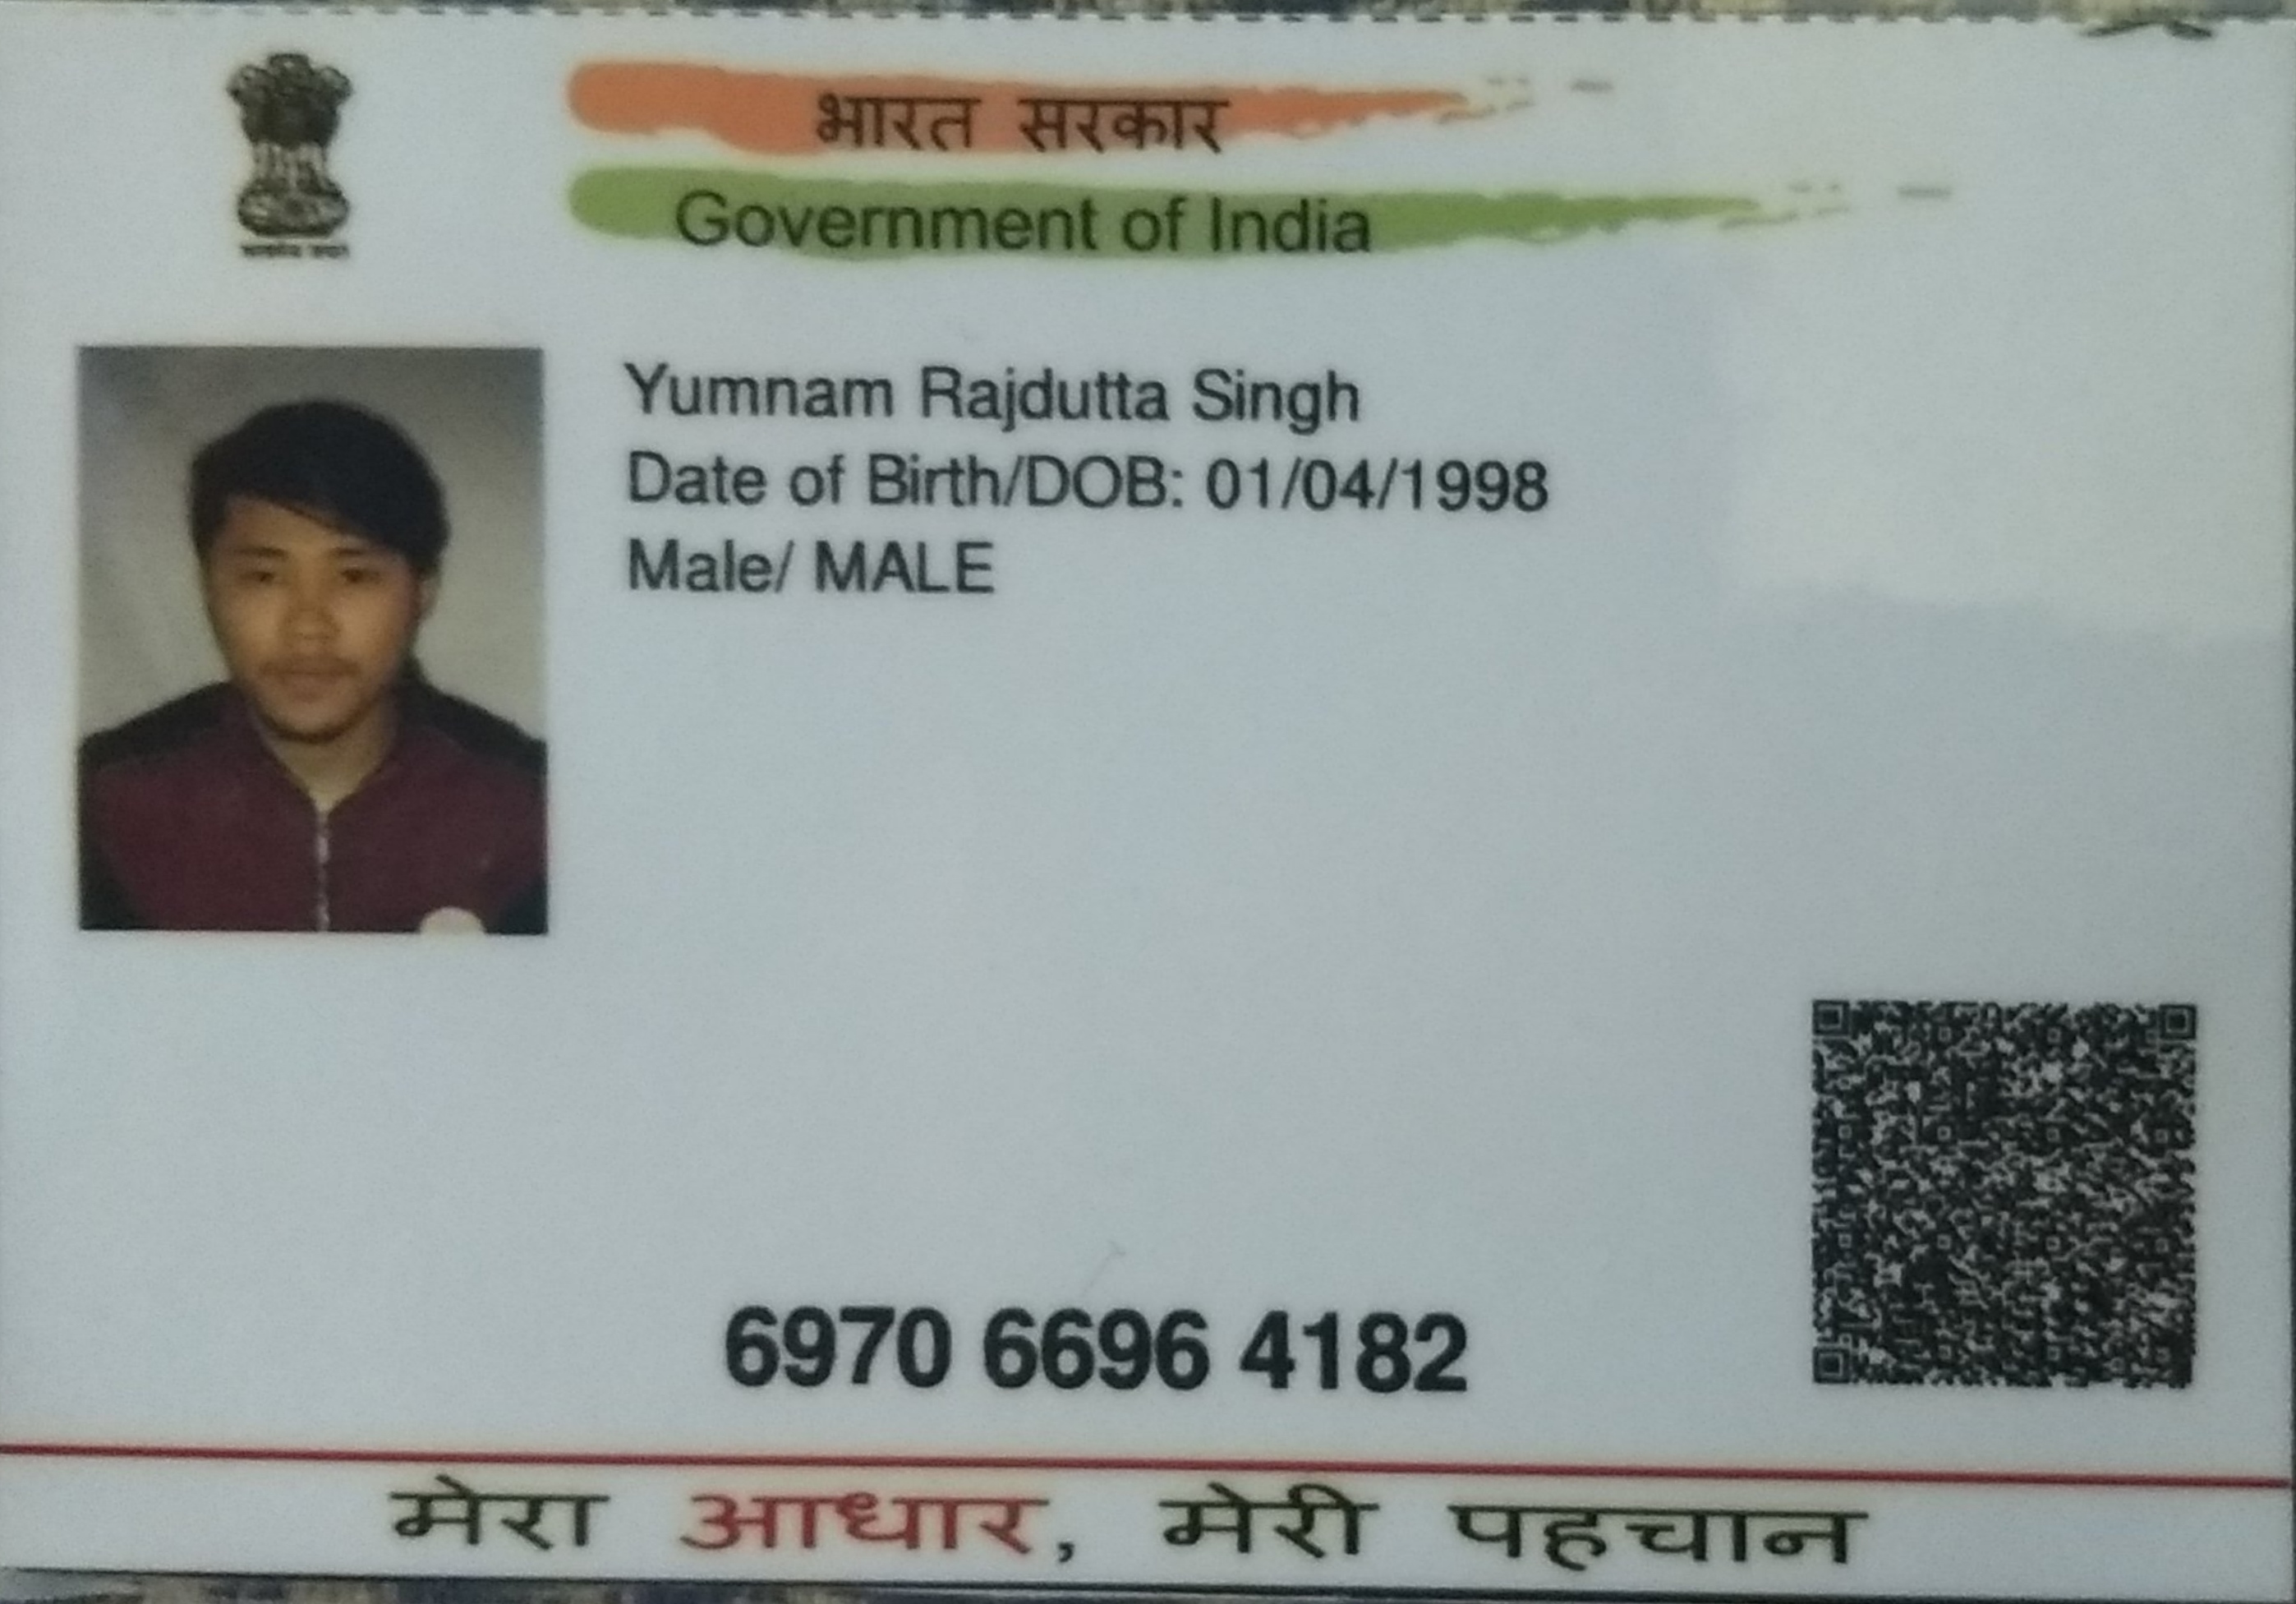 भारत सरकार
Government of India
Yumnam Rajdutta Singh
Date of Birth/DOB: 01/04/1998
Male/ MALE
6970 6696 4182
मेरा आधार, मेरी पहचान